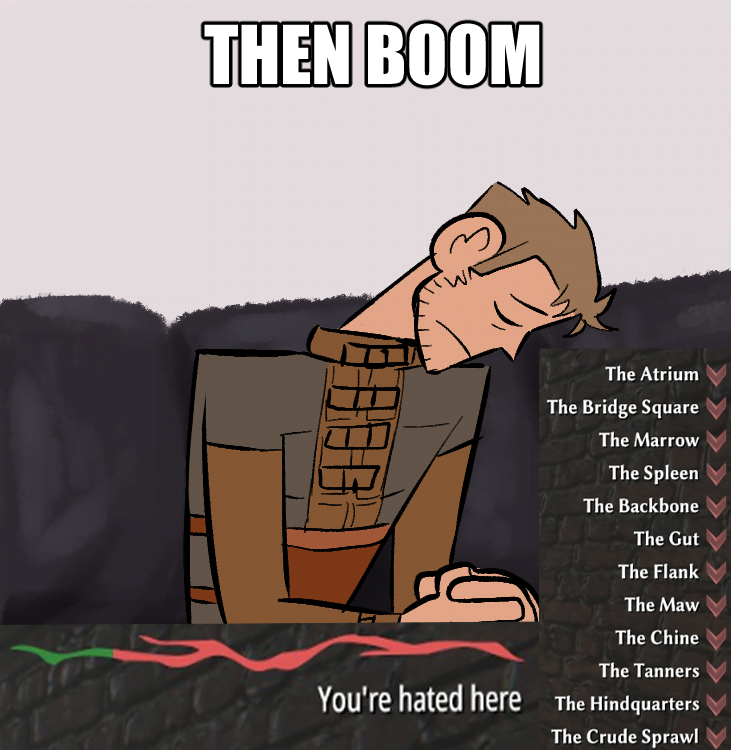 THEN BOOM
The Atrium
The Bridge Square
The Marrow
The Spleen
The Backbone
The Gut
The Flank
The Maw
The Chine
The Tanners
The Hindquarters
The Crude Sprawl
You're hated here